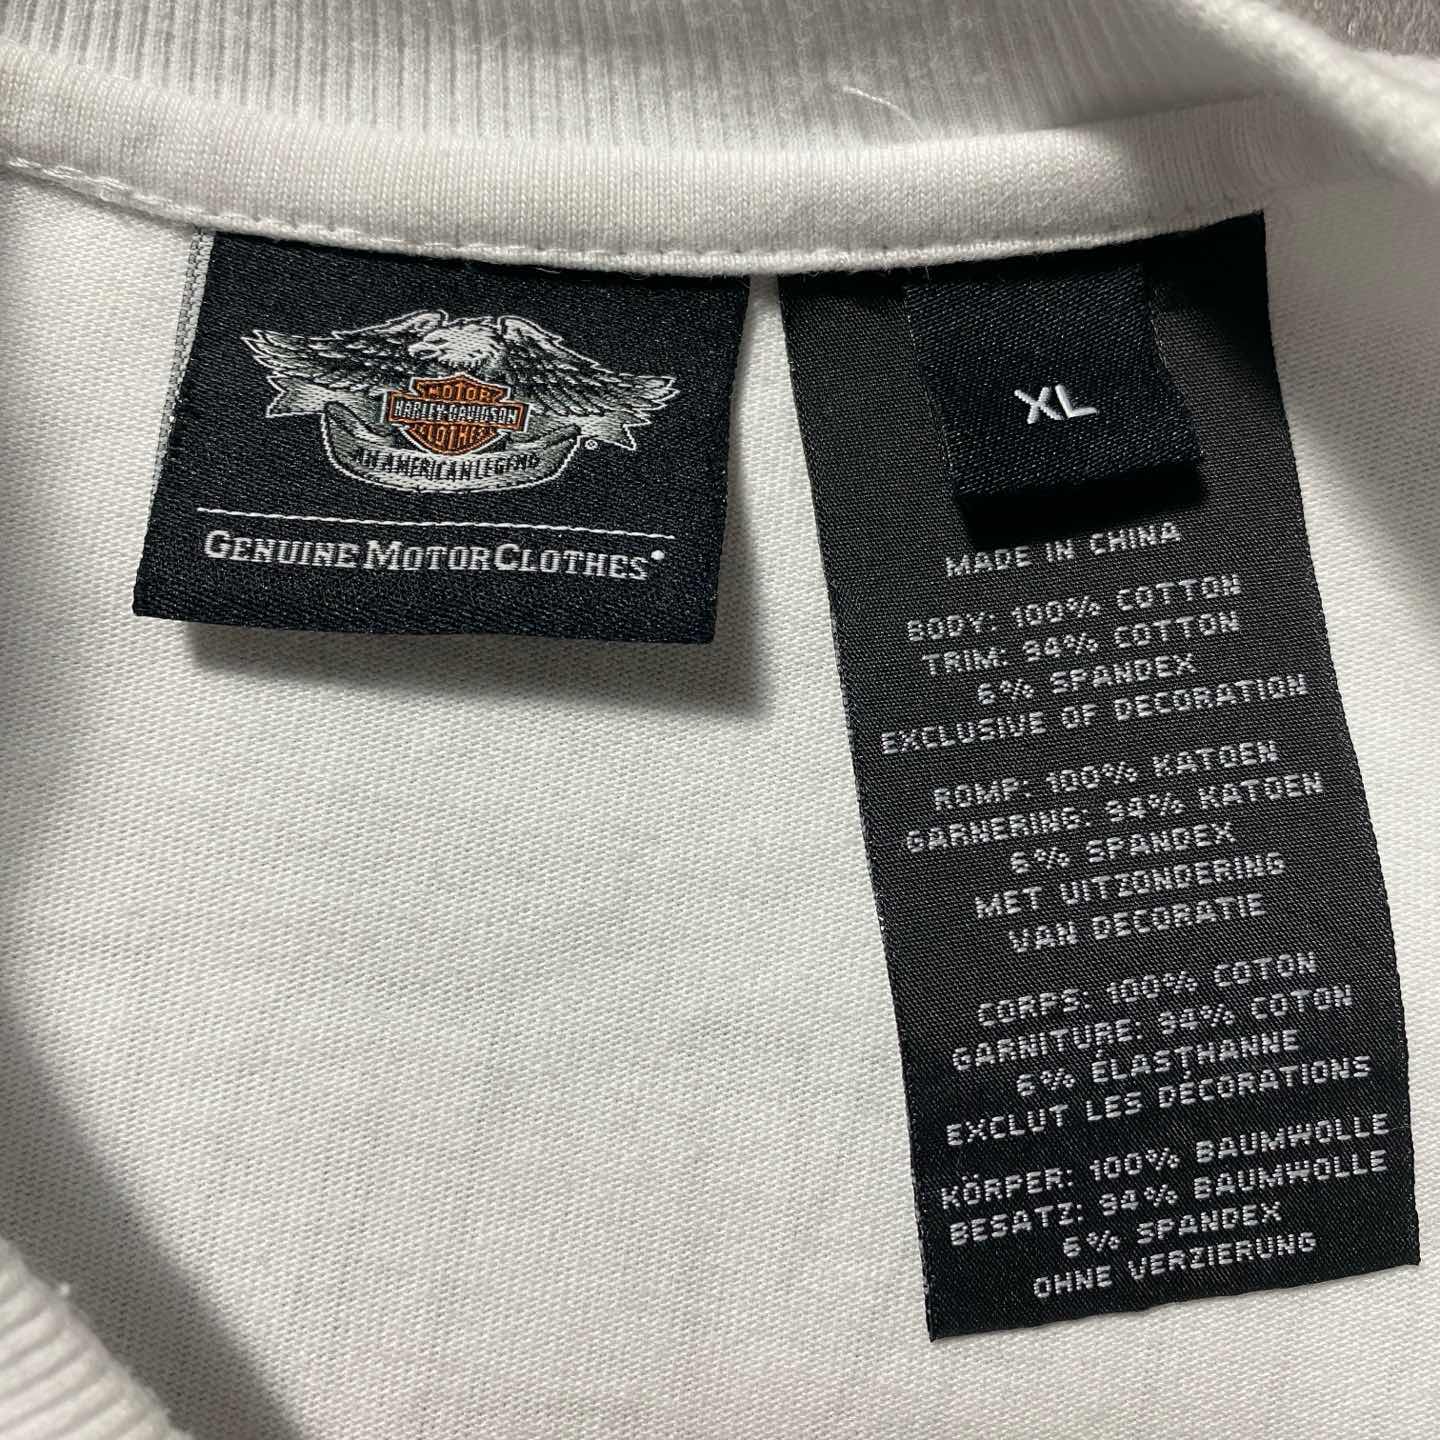 MOTOR
HARLEY-DAVIDSON
CLOTHES
AN AMERICAN LEGEND
®
GENUINE MOTORCLOTHES®
XL
MADE IN CHINA
BODY: 100% COTTON
TRIM: 94% COTTON
6% SPANDEX
EXCLUSIVE OF DECORATION
ROMP: 100% KATOEN
GARNERING: 94% KATOEN
6% SPANDEX
MET UITZONDERING
VAN DECORATIE
CORPS: 100% COTON
GARNITURE: 94% COTON
6% ÉLASTHANNE
EXCLUT LES DÉCORATIONS
KÖRPER: 100% BAUMWOLLE
BESATZ: 94% BAUMWOLLE
6% SPANDEX
OHNE VERZIERUNG